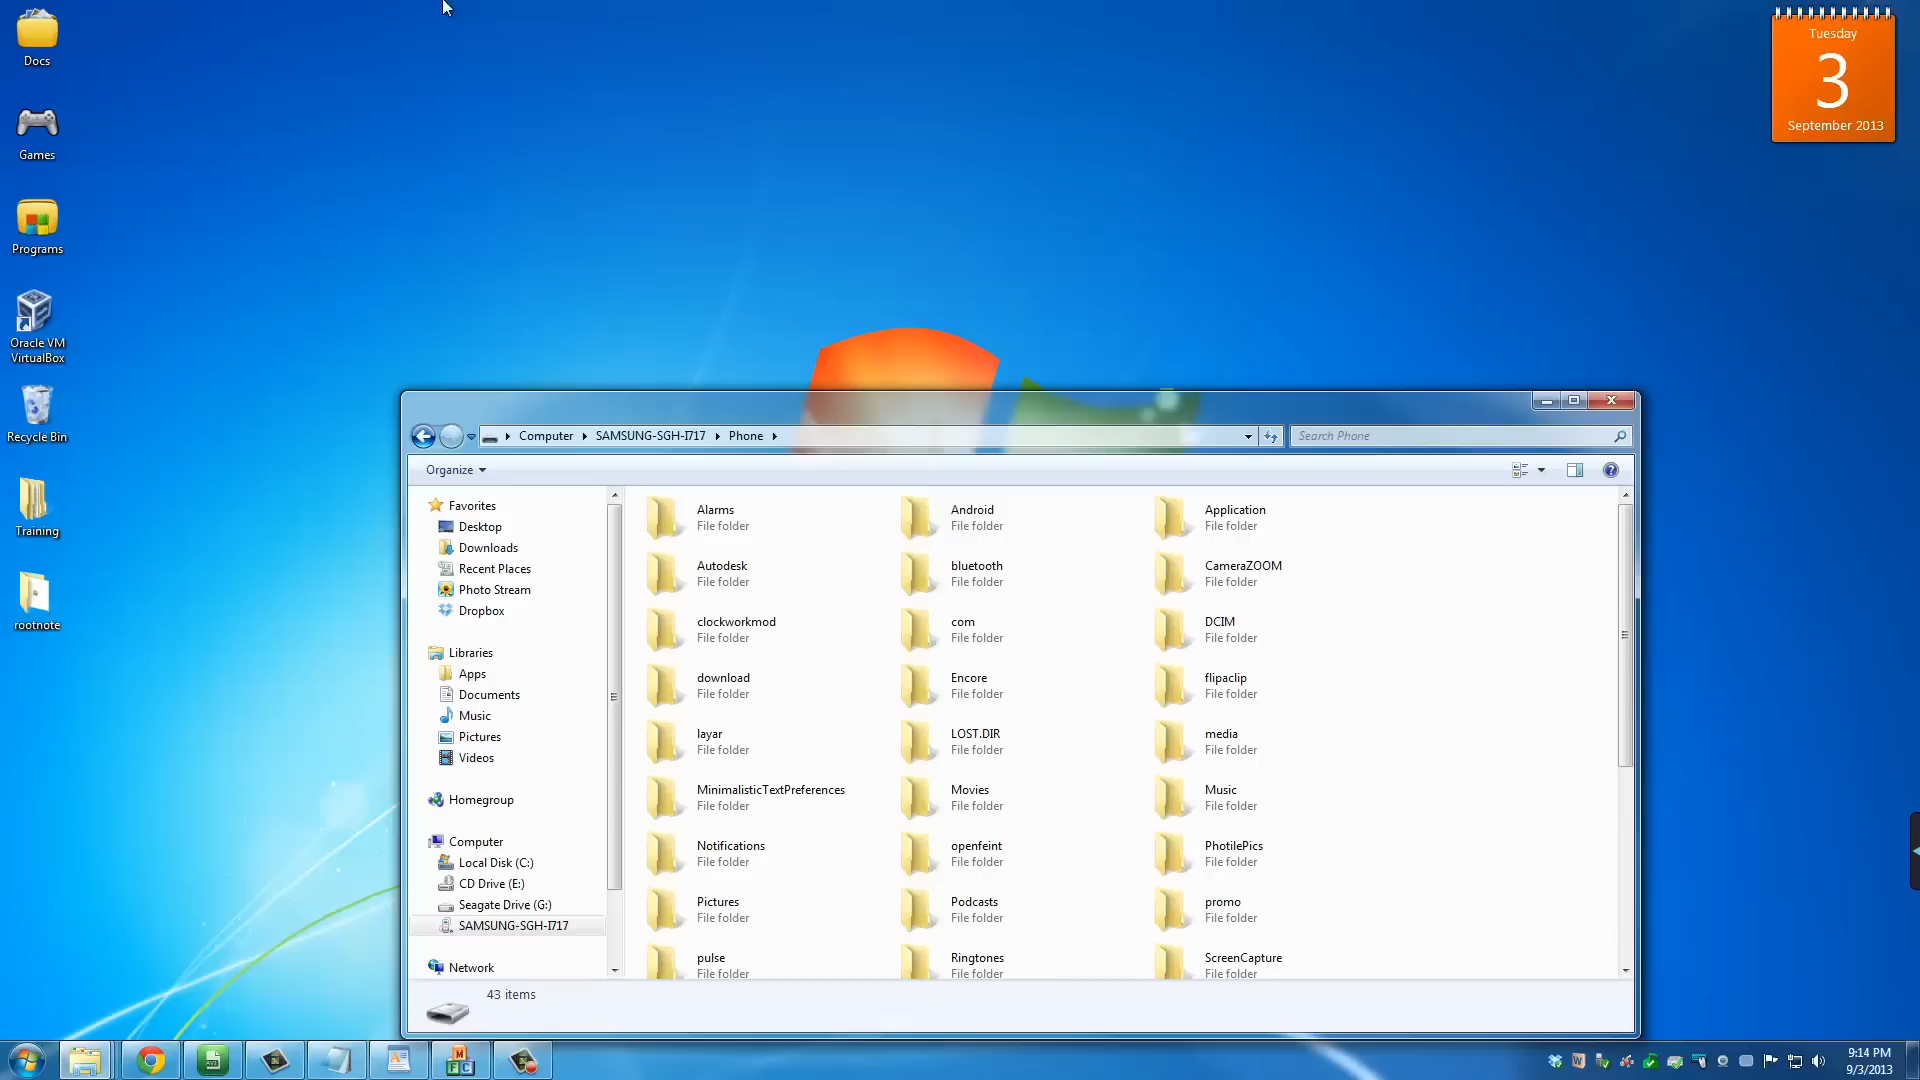 Docs
Games
Programs
Oracle VM
VirtualBox
Recycle Bin
Training
rootnote
Tuesday
3
September 2013
Computer
SAMSUNG-SGH-I717
Phone
Search Phone
Organize
Favorites
Desktop
Downloads
Recent Places
Photo Stream
Dropbox
Libraries
Apps
Documents
Music
Pictures
Videos
Homegroup
Computer
Local Disk (C:)
CD Drive (E:)
Seagate Drive (G:)
SAMSUNG-SGH-I717
Network
Alarms
File folder
Android
File folder
Application
File folder
Autodesk
File folder
bluetooth
File folder
CameraZOOM
File folder
clockworkmod
File folder
com
File folder
DCIM
File folder
download
File folder
Encore
File folder
flipaclip
File folder
layar
File folder
LOST.DIR
File folder
media
File folder
MinimalisticTextPreferences
File folder
Movies
File folder
Music
File folder
Notifications
File folder
openfeint
File folder
PhotilePics
File folder
Pictures
File folder
Podcasts
File folder
promo
File folder
pulse
File folder
Ringtones
File folder
ScreenCapture
File folder
43 items
9:14 PM
9/3/2013